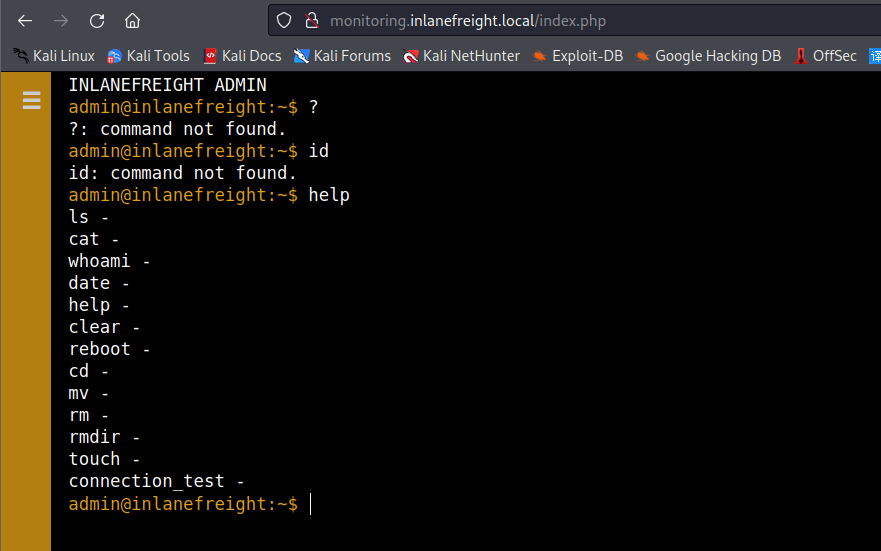 monitoring.inlanefreight.local/index.php
Kali Linux Kali Tools Kali Docs Kali Forums Kali NetHunter Exploit-DB Google Hacking DB OffSec 译
INLANEFREIGHT ADMIN
admin@inlanefreight:~$ ?
?: command not found.
admin@inlanefreight:~$ id
id: command not found.
admin@inlanefreight:~$ help
ls -
cat -
whoami -
date -
help -
clear -
reboot -
cd -
mv -
rm -
rmdir -
touch -
connection_test -
admin@inlanefreight:~$